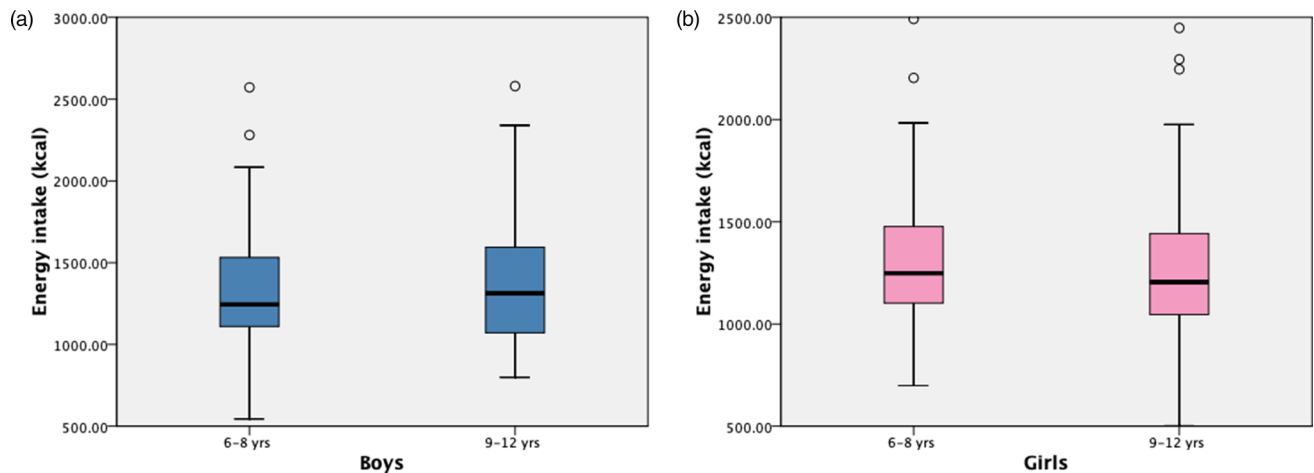 (a)
3000.00
2500.00
2000.00
1500.00
1000.00
500.00
Energy intake (kcal)
6–8 yrs
9–12 yrs
Boys
(b)
2500.00
2000.00
1500.00
1000.00
500.00
Energy intake (kcal)
6–8 yrs
9–12 yrs
Girls